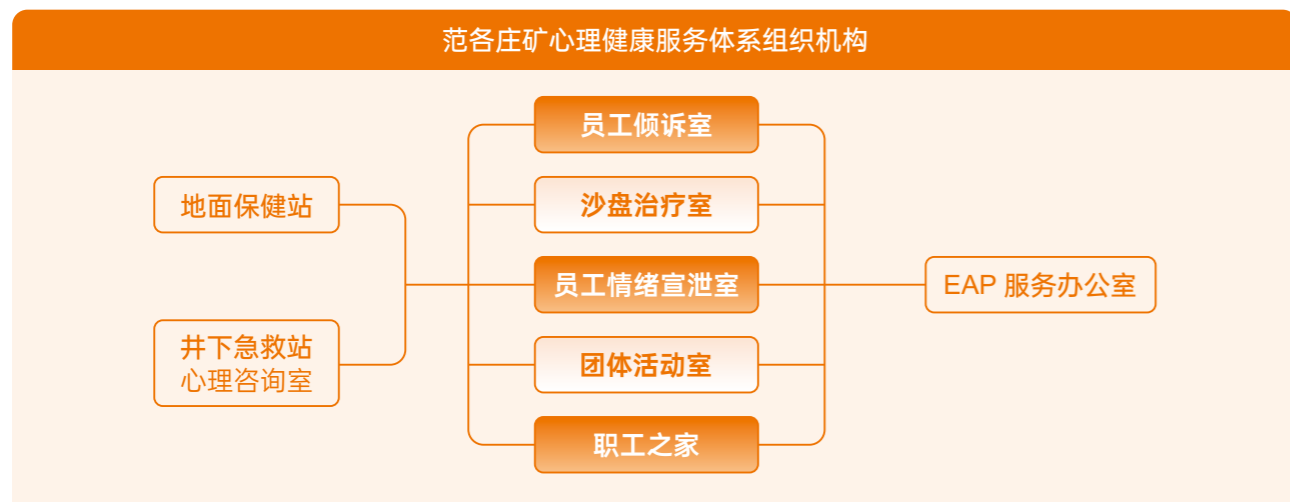 范各庄矿心理健康服务体系组织机构
地面保健站
井下急救站
心理咨询室
员工倾诉室
沙盘治疗室
员工情绪宣泄室
团体活动室
职工之家
EAP 服务办公室